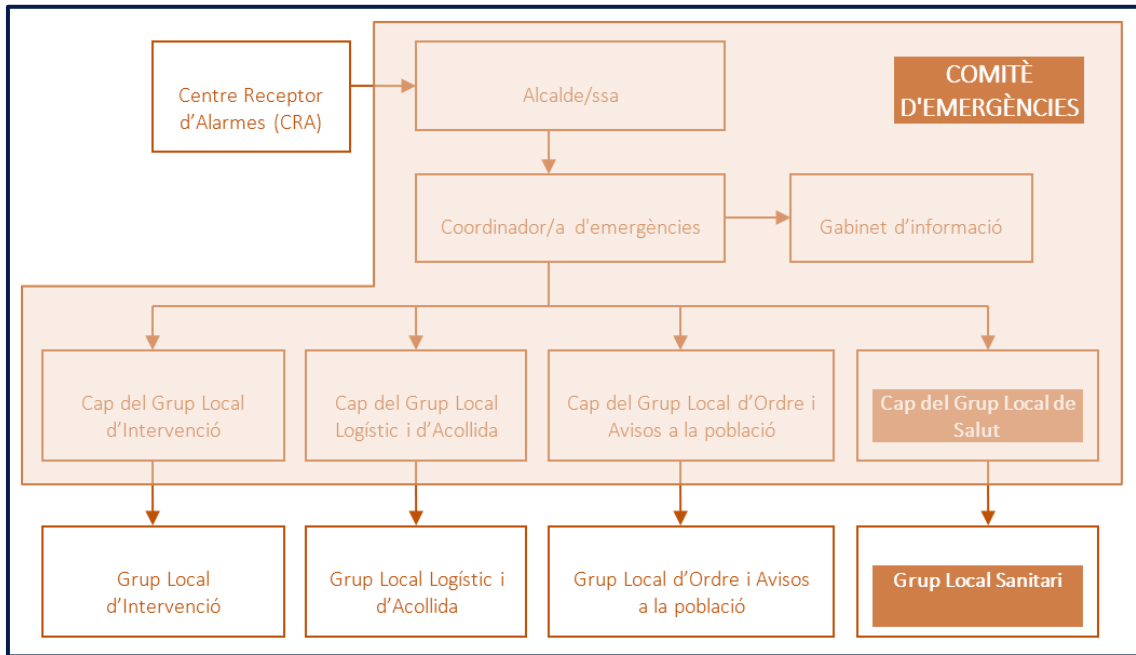 Centre Receptor
d’Alarmes (CRA)
Alcalde/ssa
COMITÈ
D'EMERGÈNCIES
Coordinador/a d'emergències
Gabinet d’informació
Cap del Grup Local
d’Intervenció
Cap del Grup Local
Logístic i d’Acollida
Cap del Grup Local d’Ordre i
Avisos a la població
Cap del Grup Local de
Salut
Grup Local
d’Intervenció
Grup Local Logístic i
d’Acollida
Grup Local d’Ordre i Avisos
a la població
Grup Local Sanitari